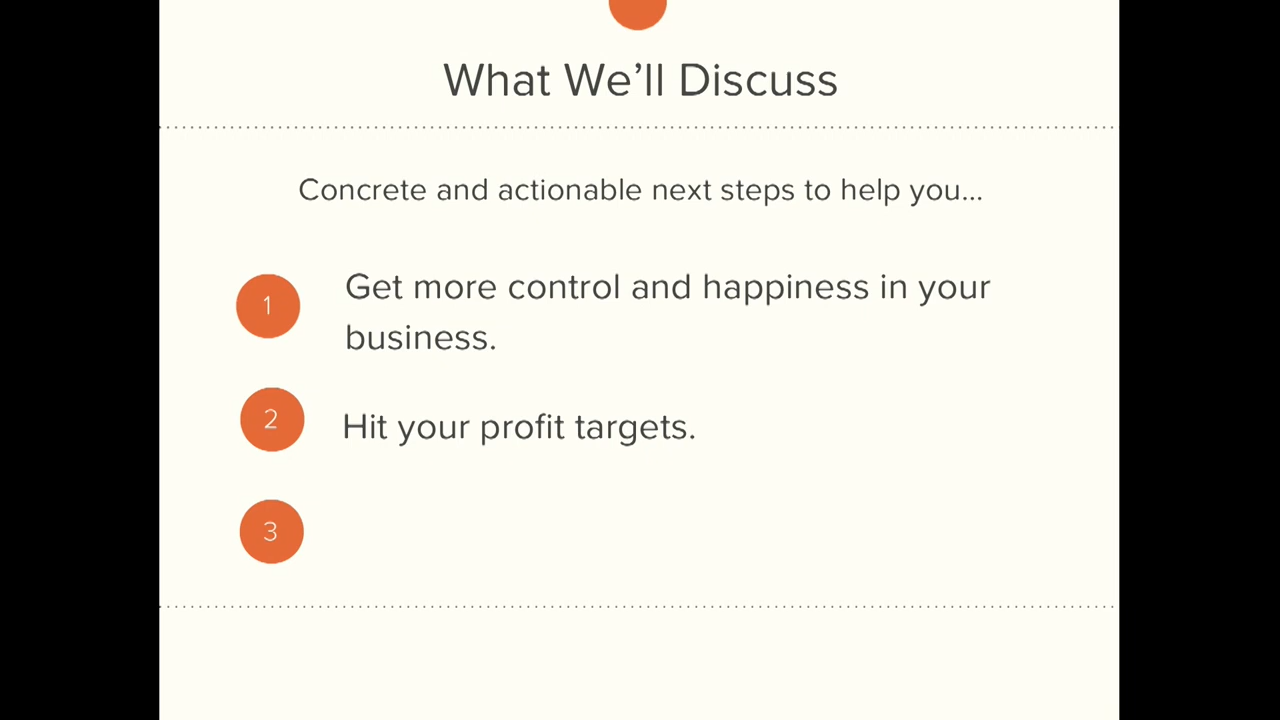 What We’ll Discuss
Concrete and actionable next steps to help you...
1
Get more control and happiness in your
business.
2
Hit your profit targets.
3